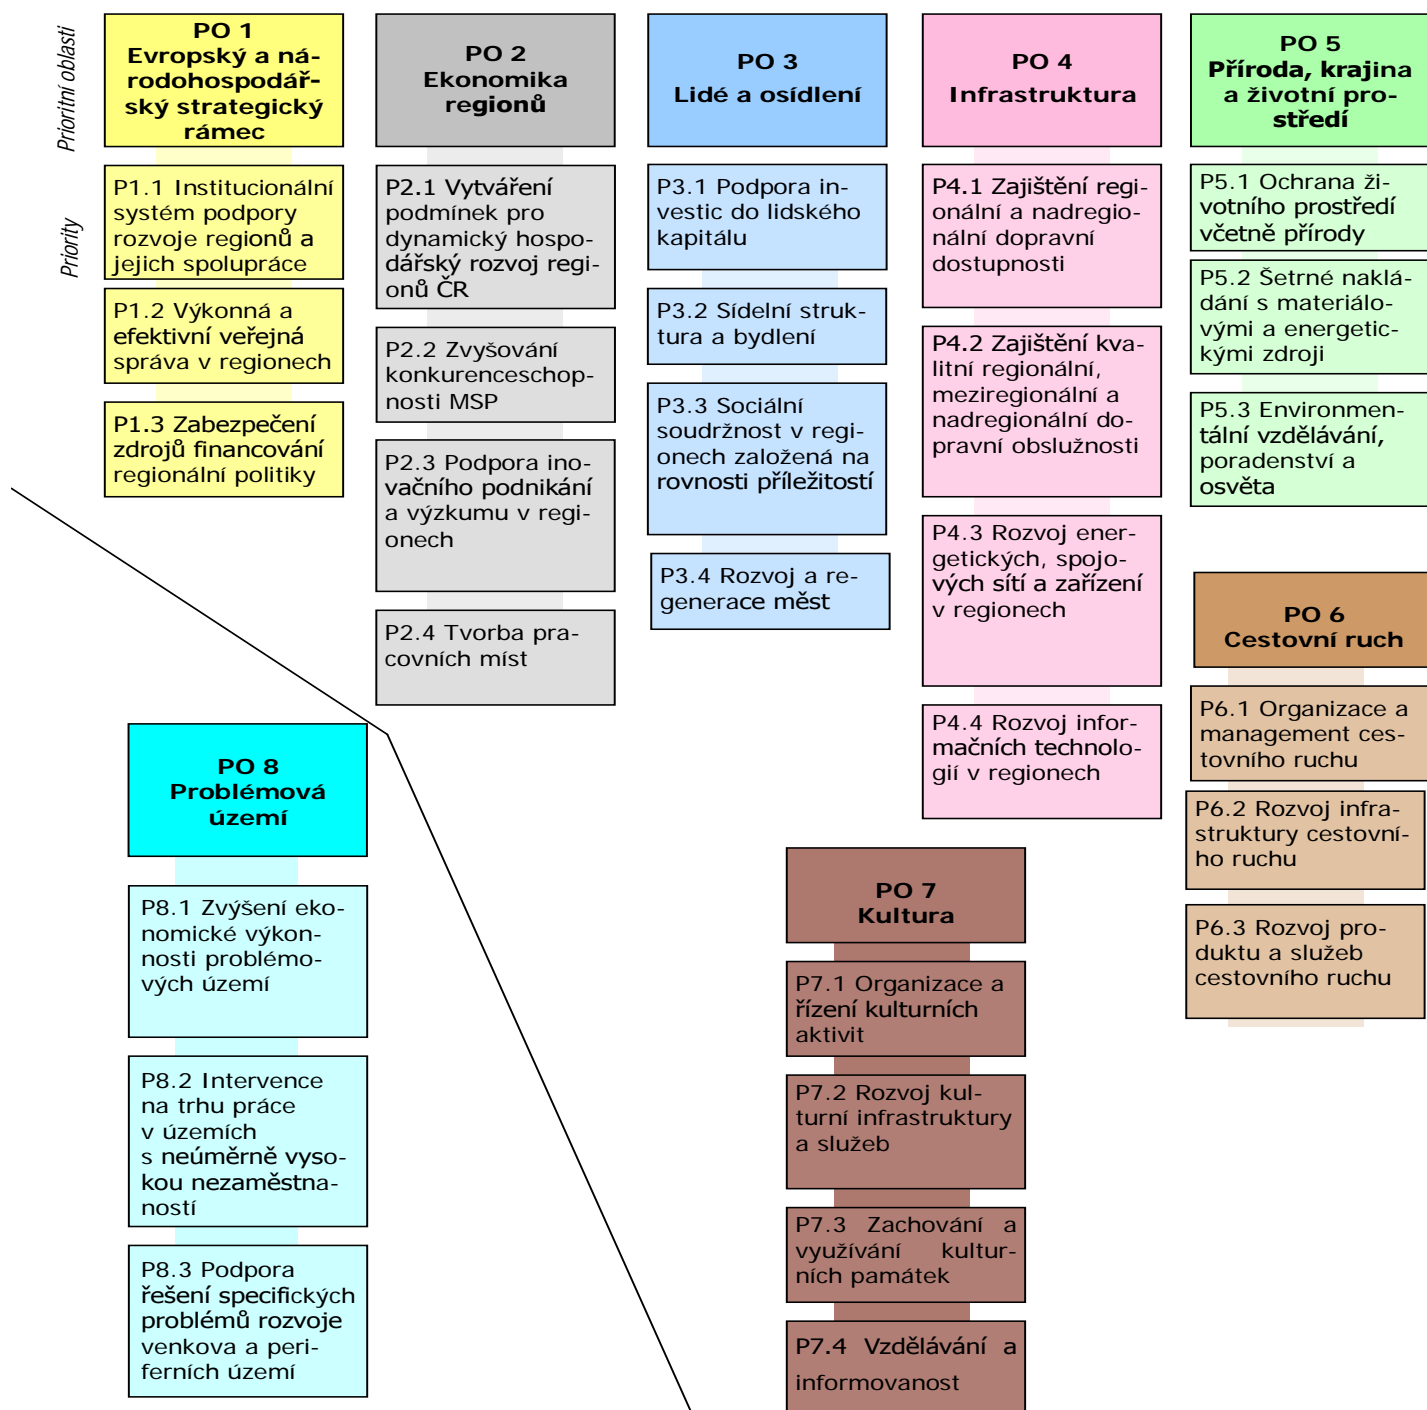 Prioritní oblasti
Priority
PO 1
Evropský a ná-
rodohospodář-
ský strategický
rámec
P1.1 Institucionální
systém podpory
rozvoje regionů a
jejich spolupráce
P1.2 Výkonná a
efektivní veřejná
správa v regionech
P1.3 Zabezpečení
zdrojů financování
regionální politiky
PO 2
Ekonomika
regionů
P2.1 Vytváření
podmínek pro
dynamický hospo-
dářský rozvoj regi-
onů ČR
P2.2 Zvyšování
konkurenceschop-
nosti MSP
P2.3 Podpora ino-
vačního podnikání
a výzkumu v regi-
onech
P2.4 Tvorba pra-
covních míst
PO 3
Lidé a osídlení
P3.1 Podpora in-
vestic do lidského
kapitálu
P3.2 Sídelní struk-
tura a bydlení
P3.3 Sociální
soudržnost v regi-
onech založená na
rovnosti příležitostí
P3.4 Rozvoj a re-
generace měst
PO 4
Infrastruktura
P4.1 Zajištění regi-
onální a nadregio-
nální dopravní
dostupnosti
P4.2 Zajištění kva-
litní regionální,
meziregionální a
nadregionální do-
pravní obslužnosti
P4.3 Rozvoj ener-
getických, spojo-
vých sítí a zařízení
v regionech
P4.4 Rozvoj infor-
mačních technolo-
gií v regionech
PO 5
Příroda, krajina
a životní pro-
středí
P5.1 Ochrana ži-
votního prostředí
včetně přírody
P5.2 Šetrné naklá-
dání s materiálo-
vými a energetic-
kými zdroji
P5.3 Environmen-
tální vzdělávání,
poradenství a
osvěta
PO 6
Cestovní ruch
P6.1 Organizace a
management ces-
tovního ruchu
P6.2 Rozvoj infra-
struktury cestovní-
ho ruchu
P6.3 Rozvoj pro-
duktu a služeb
cestovního ruchu
PO 7
Kultura
P7.1 Organizace a
řízení kulturních
aktivit
P7.2 Rozvoj kul-
turní infrastruktury
a služeb
P7.3 Zachování a
využívání kultur-
ních památek
P7.4 Vzdělávání a
informovanost
PO 8
Problémová
území
P8.1 Zvýšení eko-
nomické výkon-
nosti problémo-
vých území
P8.2 Intervence
na trhu práce
v územích
s neúměrně vyso-
kou nezaměstna-
ností
P8.3 Podpora
řešení specifických
problémů rozvoje
venkova a peri-
ferních území